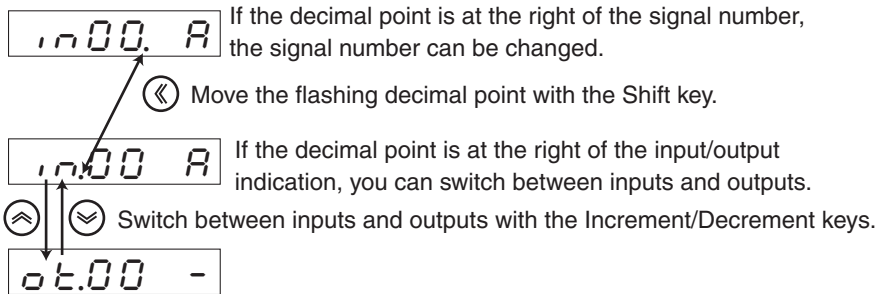 in00. A
If the decimal point is at the right of the signal number,
the signal number can be changed.
Move the flashing decimal point with the Shift key.
in.00 A
If the decimal point is at the right of the input/output
indication, you can switch between inputs and outputs.
Switch between inputs and outputs with the Increment/Decrement keys.
ot.00 -